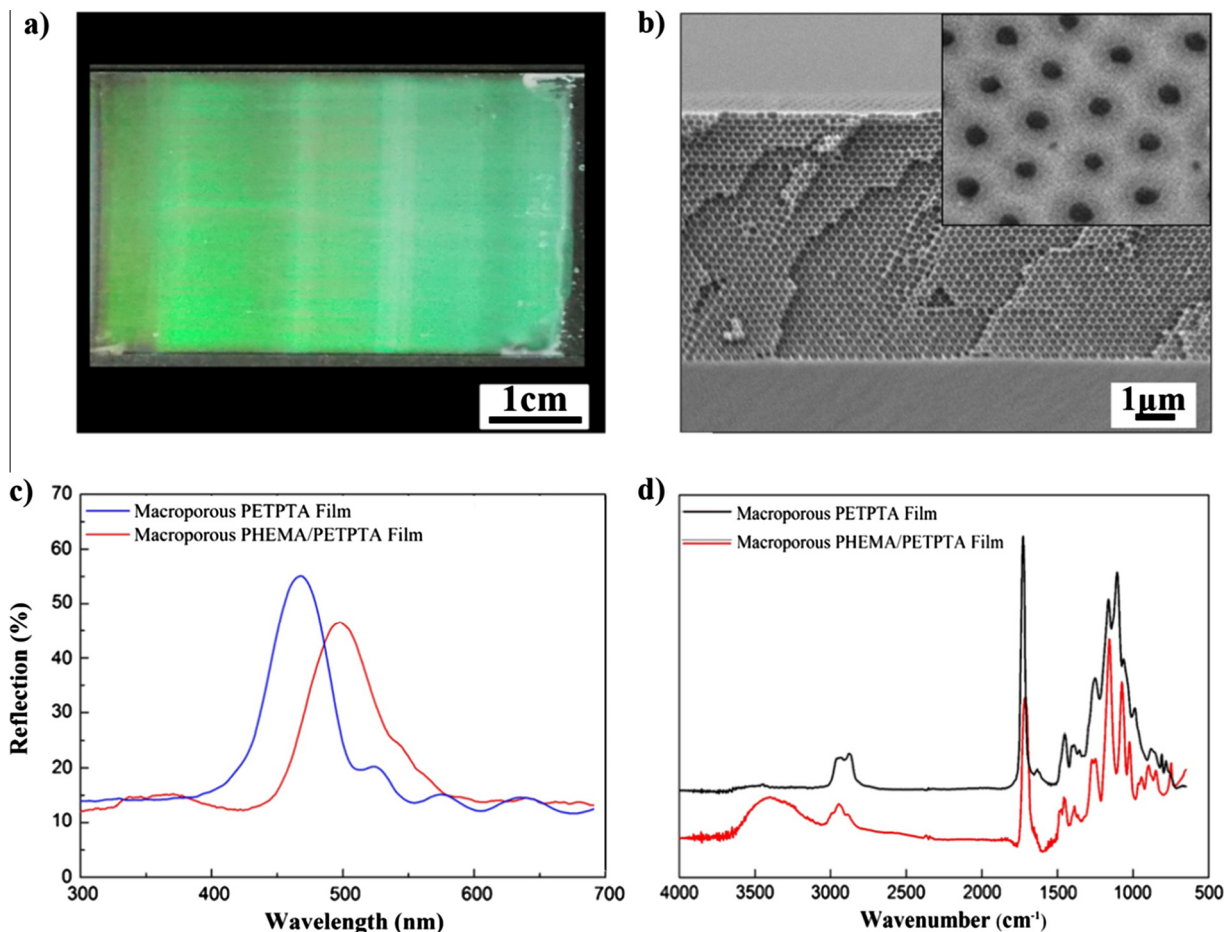 a)
1cm
b)
1μm
c)
Macroporous PETPTA Film
Macroporous PHEMA/PETPTA Film
70
60
50
40
30
20
10
0
Reflection (%)
300
400
500
600
700
Wavelength (nm)
d)
Macroporous PETPTA Film
Macroporous PHEMA/PETPTA Film
4000
3500
3000
2500
2000
1500
1000
500
Wavenumber (cm⁻¹)